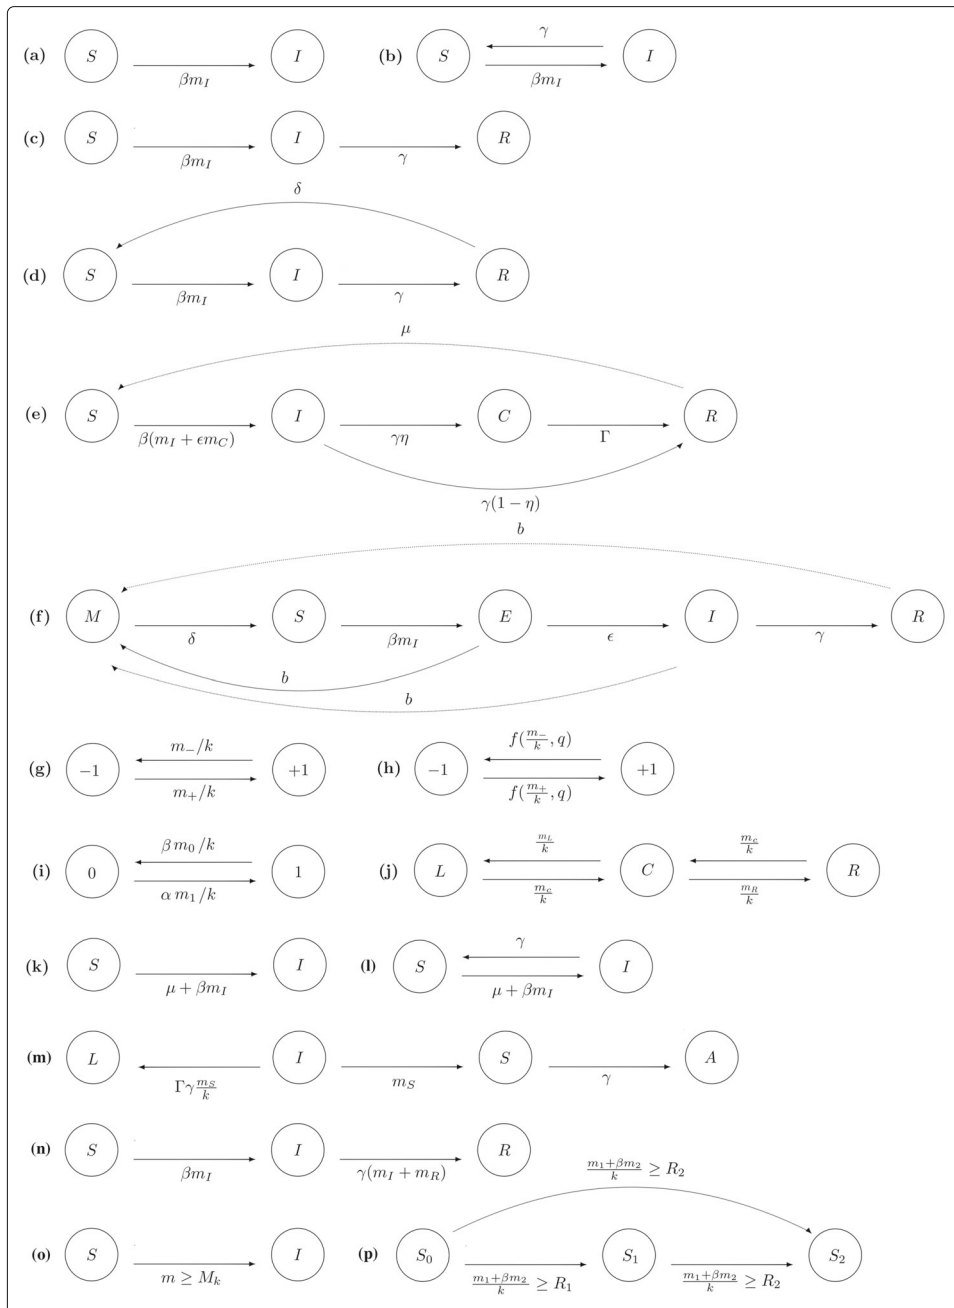 (a) S βm_I I (b) S γ βm_I I
(c) S βm_I I γ R
δ
(d) S βm_I I γ R
μ
(e) S β(m_I + ϵm_C) I γη C Γ R
γ(1 − η)
b
(f) M δ S βm_I E ϵ I γ R
b
b
(g) −1 m_−/k m_+/k +1 (h) −1 f(m_−/k, q) f(m_+/k, q) +1
(i) 0 β m_0/k α m_1/k 1 (j) L m_L/k m_c/k C m_c/k m_R/k R
(k) S μ + βm_I I (l) S γ μ + βm_I I
(m) L Γγ m_S/k I m_S S γ A
(n) S βm_I I γ(m_I + m_R) R
(m_1+βm_2)/k ≥ R_2
(o) S m ≥ M_k I (p) S_0 (m_1+βm_2)/k ≥ R_1 S_1 (m_1+βm_2)/k ≥ R_2 S_2